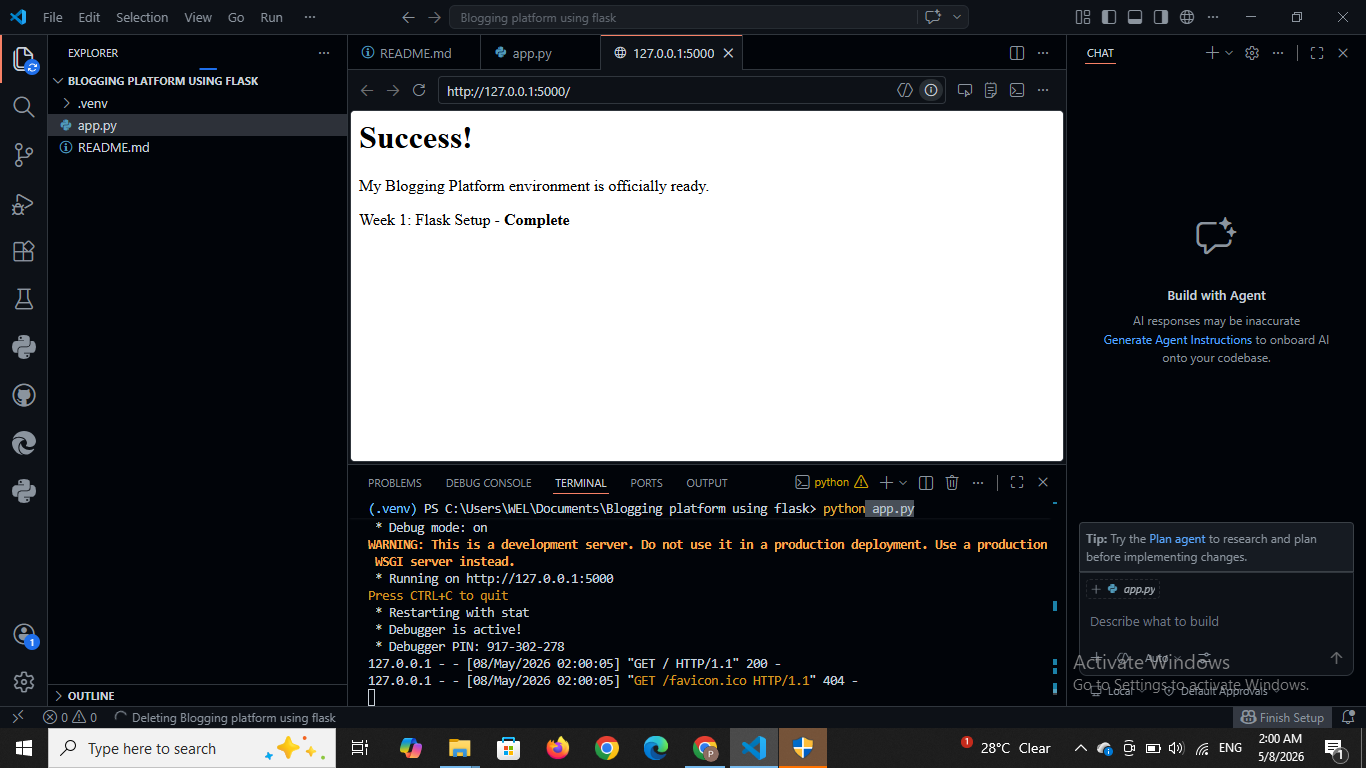 File Edit Selection View Go Run ···
Blogging platform using flask
EXPLORER
BLOGGING PLATFORM USING FLASK
.venv
app.py
README.md
OUTLINE
README.md
app.py
127.0.0.1:5000
http://127.0.0.1:5000/
Success!
My Blogging Platform environment is officially ready.
Week 1: Flask Setup - Complete
PROBLEMS DEBUG CONSOLE TERMINAL PORTS OUTPUT
python
(.venv) PS C:\Users\WEL\Documents\Blogging platform using flask> python app.py
* Debug mode: on
WARNING: This is a development server. Do not use it in a production deployment. Use a production
WSGI server instead.
* Running on http://127.0.0.1:5000
Press CTRL+C to quit
* Restarting with stat
* Debugger is active!
* Debugger PIN: 917-302-278
127.0.0.1 - - [08/May/2026 02:00:05] "GET / HTTP/1.1" 200 -
127.0.0.1 - - [08/May/2026 02:00:05] "GET /favicon.ico HTTP/1.1" 404 -
CHAT
Build with Agent
AI responses may be inaccurate
Generate Agent Instructions to onboard AI
onto your codebase.
Tip: Try the Plan agent to research and plan
before implementing changes.
app.py
Describe what to build
Auto
Activate Windows
Go to Settings to activate Windows.
Local
Default Approvals
1
0 0 Deleting Blogging platform using flask
Finish Setup
Type here to search
1
28°C Clear
ENG
2:00 AM
5/8/2026
1